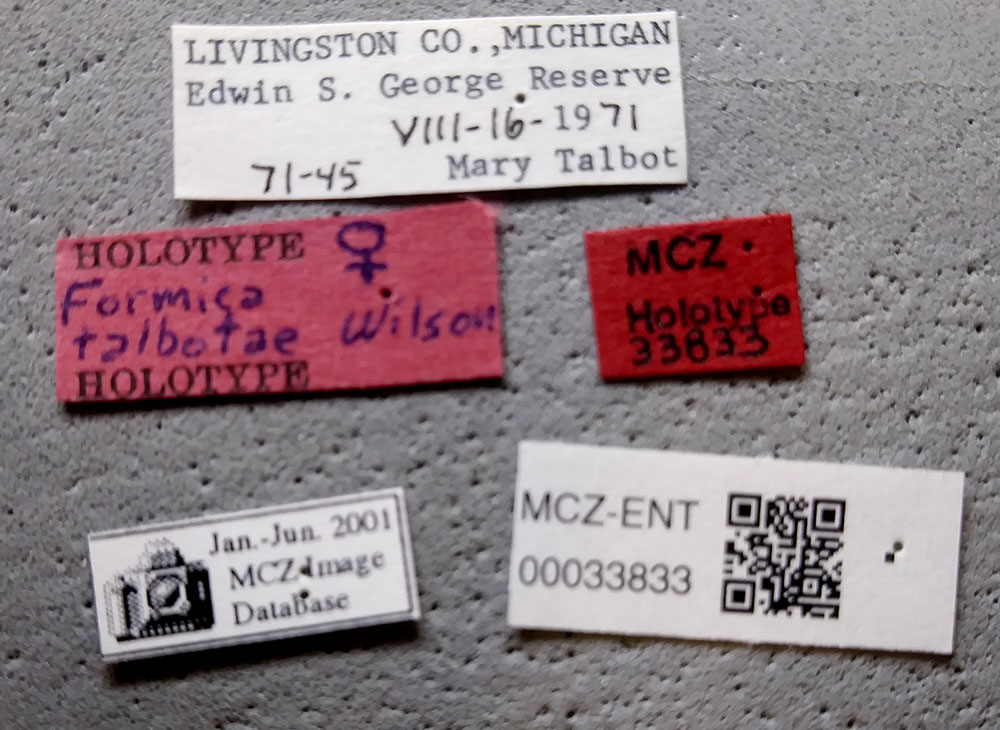 LIVINGSTON CO.,MICHIGAN
Edwin S. George Reserve
VIII-16-1971
71-45 Mary Talbot
HOLOTYPE ♀
Formica
talbotae Wilson
HOLOTYPE
MCZ
Holotype
33833
Jan.-Jun. 2001
MCZ Image
Database
MCZ-ENT
00033833